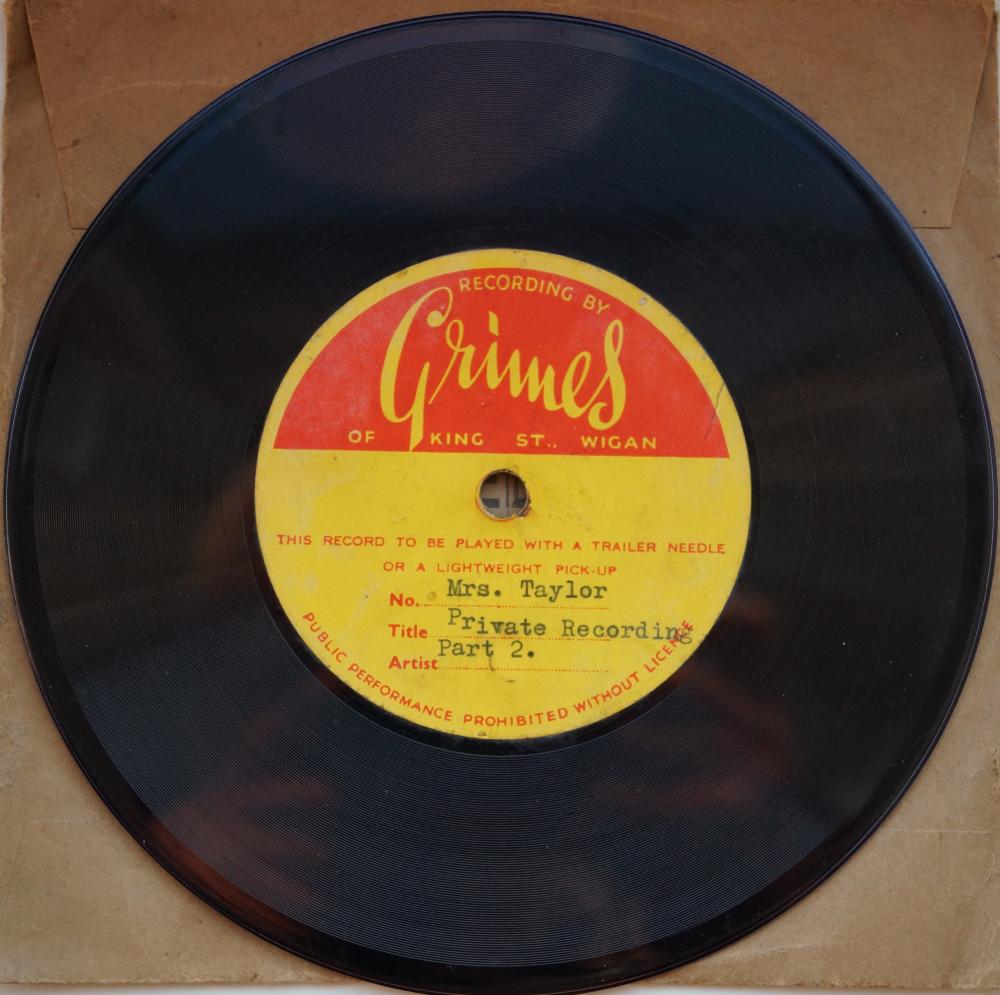 RECORDING BY
Grimes
OF KING ST., WIGAN
THIS RECORD TO BE PLAYED WITH A TRAILER NEEDLE
OR A LIGHTWEIGHT PICK-UP
No. Mrs. Taylor
Title Private Recording
Artist Part 2.
PUBLIC PERFORMANCE PROHIBITED WITHOUT LICENSE